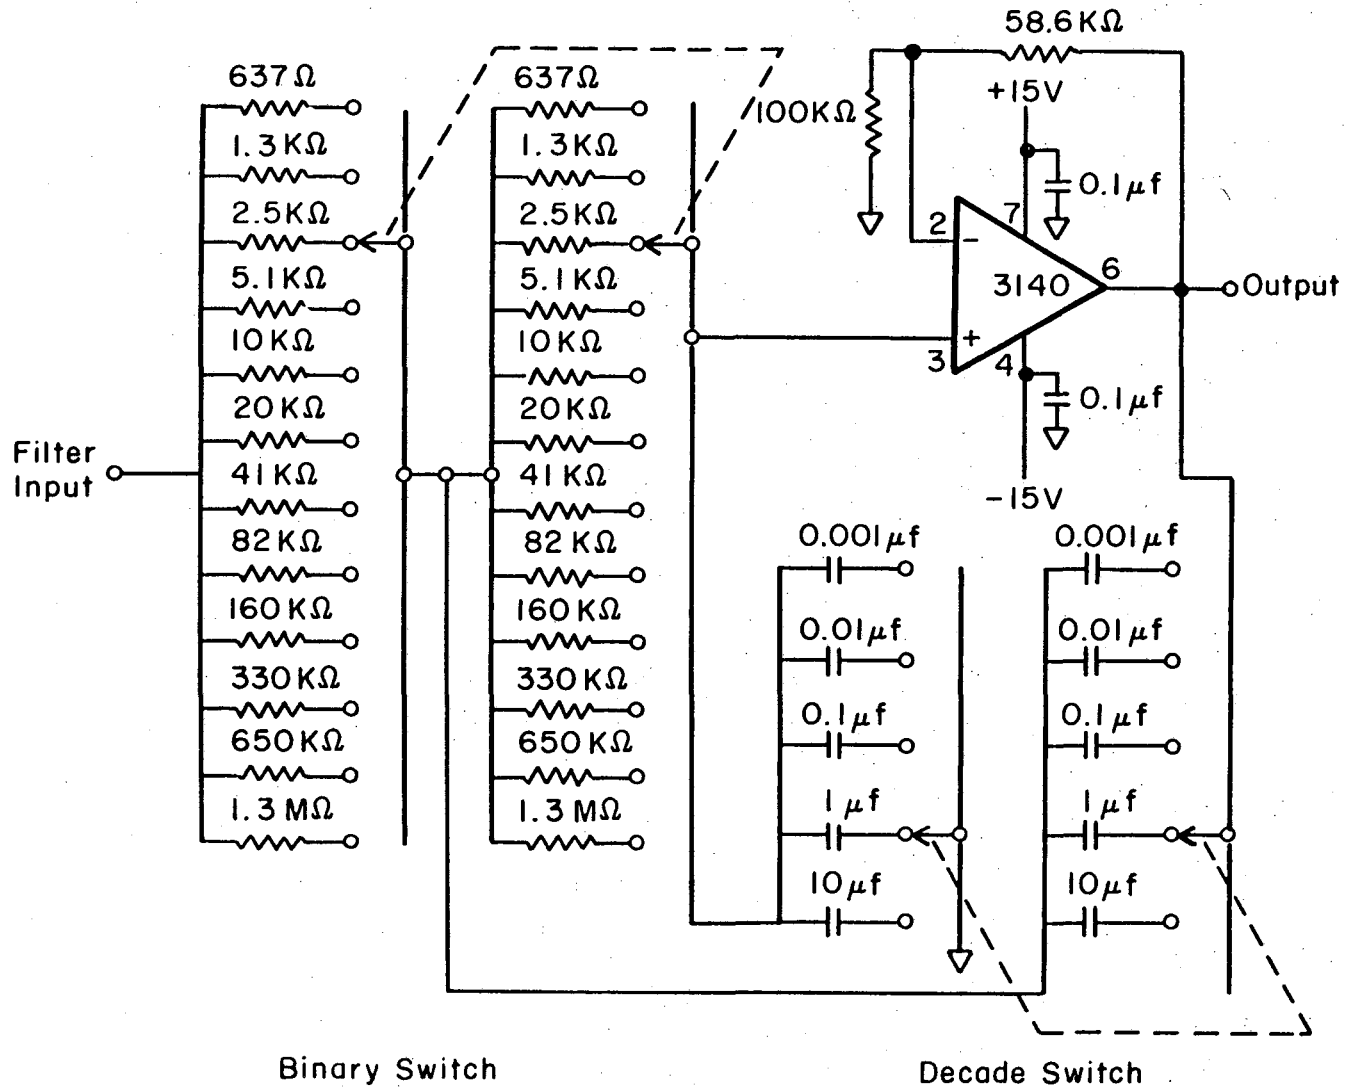 58.6KΩ
637Ω
637Ω
+15V
100KΩ
1.3KΩ
1.3KΩ
0.1μf
2.5KΩ
2.5KΩ
2
7
-
5.1KΩ
5.1KΩ
3140
6
Output
10KΩ
10KΩ
+
3
4
20KΩ
20KΩ
0.1μf
Filter
Input
41KΩ
41KΩ
-15V
82KΩ
82KΩ
0.001μf
0.001μf
160KΩ
160KΩ
0.01μf
0.01μf
330KΩ
330KΩ
0.1μf
0.1μf
650KΩ
650KΩ
1.3MΩ
1.3MΩ
1μf
1μf
10μf
10μf
Binary Switch
Decade Switch